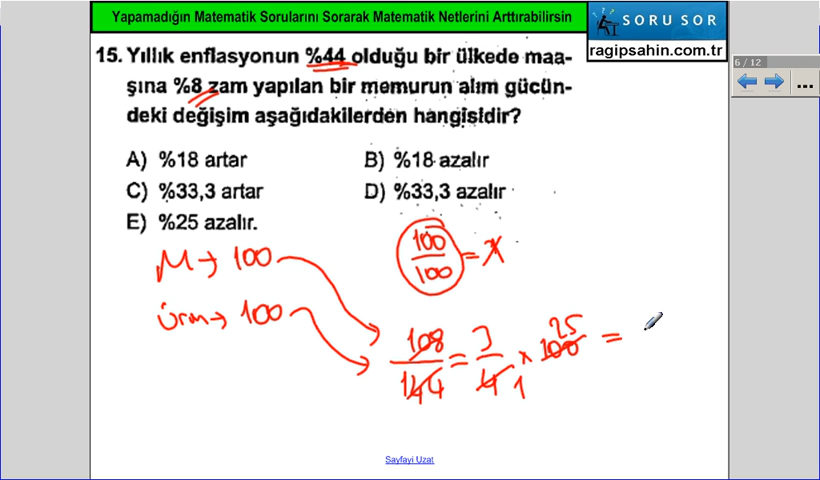 Yapamadığın Matematik Sorularını Sorarak Matematik Netlerini Arttırabilirsin
SORU SOR
ragipsahin.com.tr
6 / 12
...
15. Yıllık enflasyonun %44 olduğu bir ülkede maa-
şına %8 zam yapılan bir memurun alım gücün-
deki değişim aşağıdakilerden hangisidir?
A) %18 artar
B) %18 azalır
C) %33,3 artar
D) %33,3 azalır
E) %25 azalır.
M → 100
100/100 = x
ürm → 100
108/144 = 3/4 x 100 =
25
1
Sayfayi Uzat